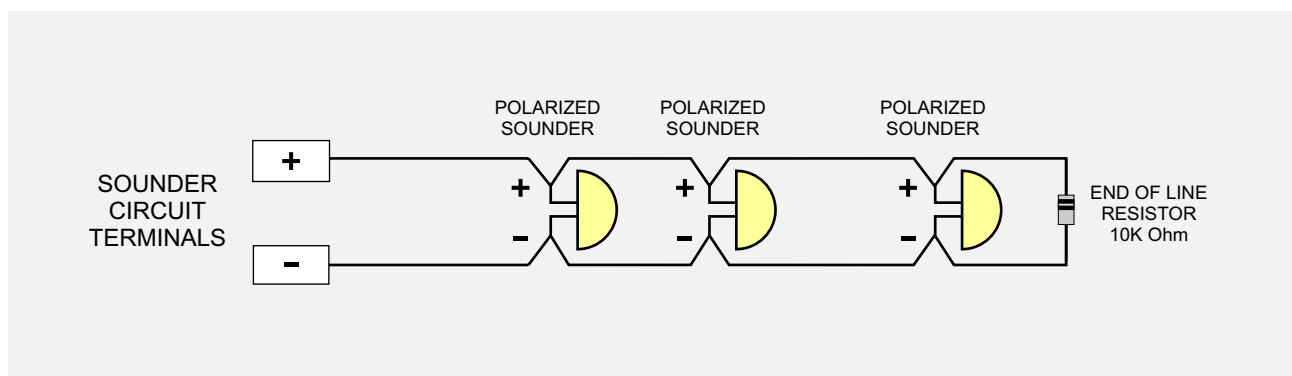 POLARIZED
SOUNDER
POLARIZED
SOUNDER
POLARIZED
SOUNDER
SOUNDER
CIRCUIT
TERMINALS
+
-
+
-
+
-
+
-
END OF LINE
RESISTOR
10K Ohm